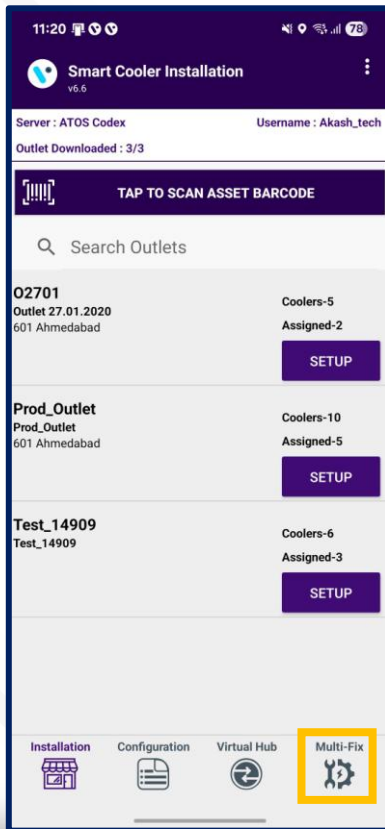 11:20
78
Smart Cooler Installation
v6.6
Server : ATOS Codex Username : Akash_tech
Outlet Downloaded : 3/3
TAP TO SCAN ASSET BARCODE
Search Outlets
O2701
Outlet 27.01.2020
601 Ahmedabad
Coolers-5
Assigned-2
SETUP
Prod_Outlet
Prod_Outlet
601 Ahmedabad
Coolers-10
Assigned-5
SETUP
Test_14909
Test_14909
Coolers-6
Assigned-3
SETUP
Installation Configuration Virtual Hub Multi-Fix